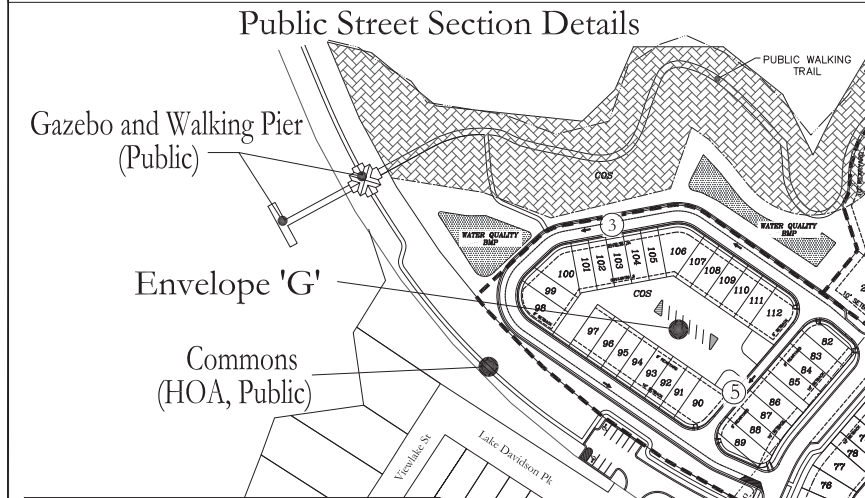 Public Street Section Details
PUBLIC WALKING
TRAIL
Gazebo and Walking Pier
(Public)
COS
WATER QUALITY
BMP
3
WATER QUALITY
BMP
106
105
104
103
102
101
100
99
98
107
108
109
110
111
112
COS
Envelope 'G'
97
96
95
94
93
92
91
90
5
82
83
84
85
86
87
88
89
Commons
(HOA, Public)
78
77
76
Viewlake St
Lake Davidson Pk